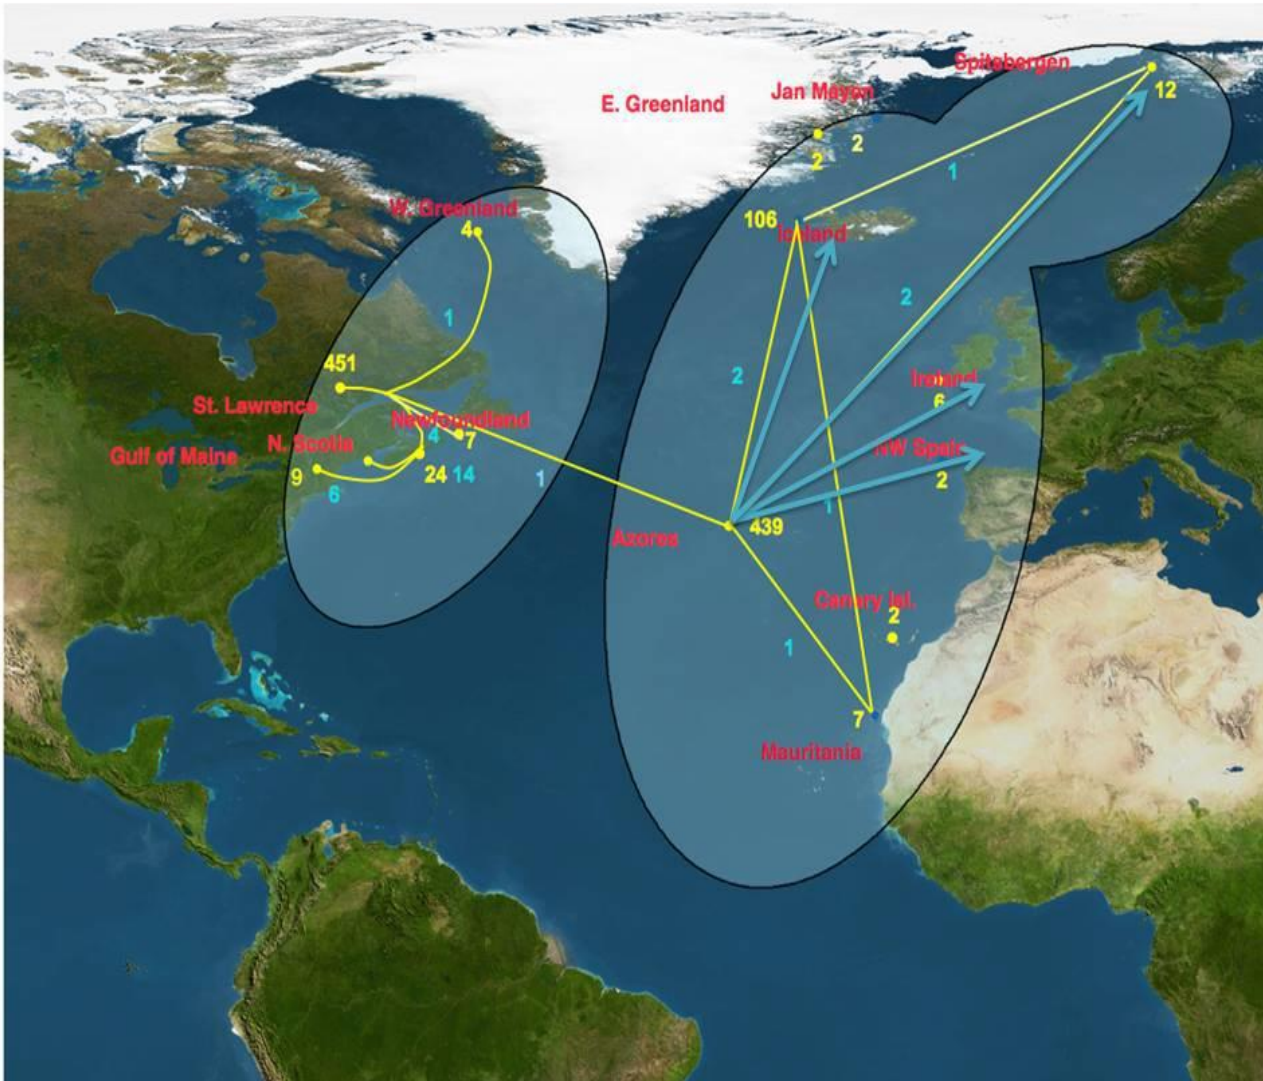 Spitsbergen
12
Jan Mayen
E. Greenland
2
2
1
W. Greenland
4
106
Iceland
1
2
451
2
Ireland
6
St. Lawrence
Newfoundland
4
7
N. Scotia
Gulf of Maine
NW Spain
9
24
14
1
2
6
1
439
Azores
Canary Isl.
2
1
7
Mauritania